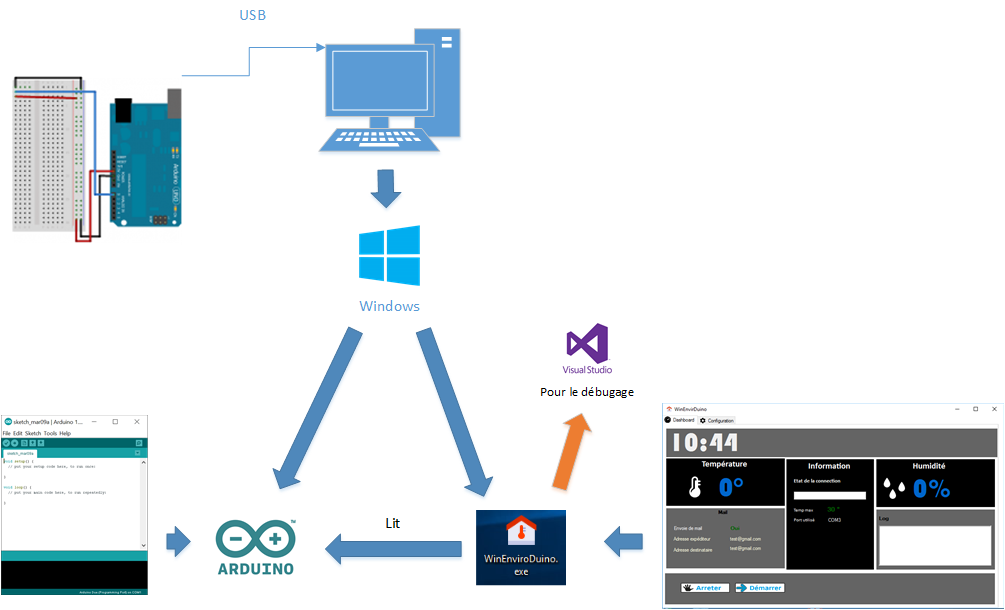 USB
Windows
Visual Studio
Pour le débugage
sketch_mar09a | Arduino 1....
File Edit Sketch Tools Help
sketch_mar09a
void setup() {
// put your setup code here, to run once:
}
void loop() {
// put your main code here, to run repeatedly:
}
ARDUINO
TM
Lit
WinEnviroDuino.
exe
WinEnvirDuino
Dashboard
Configuration
10:44
Température
0°
Information
Etat de la connection
Temp max
30 °
Port utilisé
COM3
Humidité
0%
Mail
Envoie de mail
Adresse expéditeur
test@gmail.com
Adresse destinataire
test@gmail.com
Log
Arreter
Démarrer